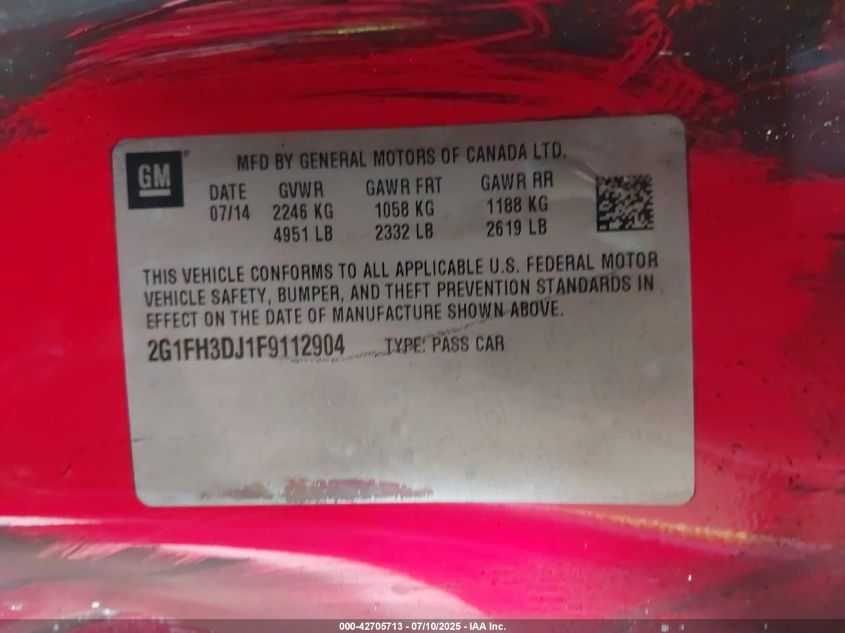 GM
MFD BY GENERAL MOTORS OF CANADA LTD.
DATE GVWR GAWR FRT GAWR RR
07/14 2246 KG 1058 KG 1188 KG
4951 LB 2332 LB 2619 LB
THIS VEHICLE CONFORMS TO ALL APPLICABLE U.S. FEDERAL MOTOR
VEHICLE SAFETY, BUMPER, AND THEFT PREVENTION STANDARDS IN
EFFECT ON THE DATE OF MANUFACTURE SHOWN ABOVE.
2G1FH3DJ1F9112904 TYPE: PASS CAR
000-42705713 - 07/10/2025 - IAA Inc.